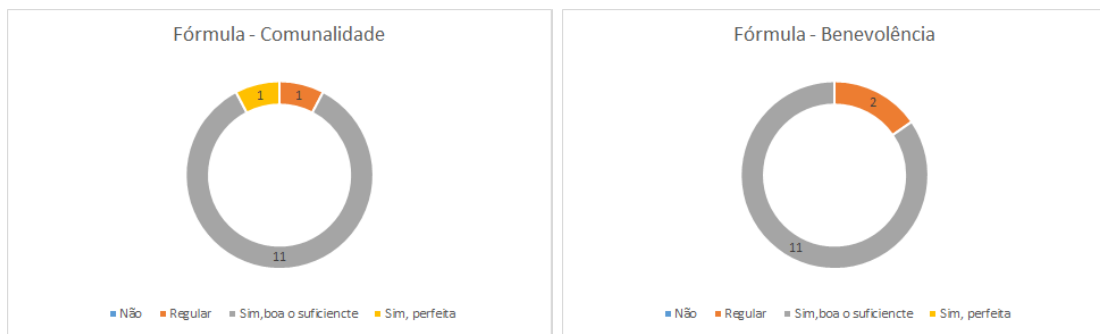 Fórmula - Comunalidade
1 1
11
Não Regular Sim,boa o suficiencte Sim, perfeita
Fórmula - Benevolência
2
11
Não Regular Sim,boa o suficiencte Sim, perfeita